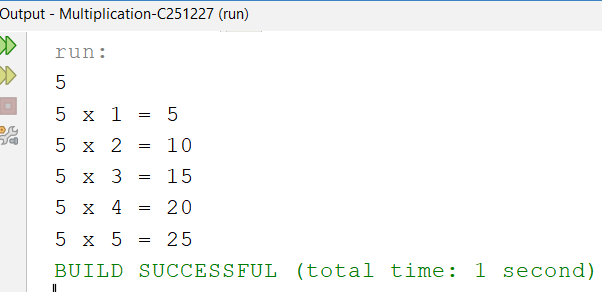 Output - Multiplication-C251227 (run)
run:
5
5 x 1 = 5
5 x 2 = 10
5 x 3 = 15
5 x 4 = 20
5 x 5 = 25
BUILD SUCCESSFUL (total time: 1 second)